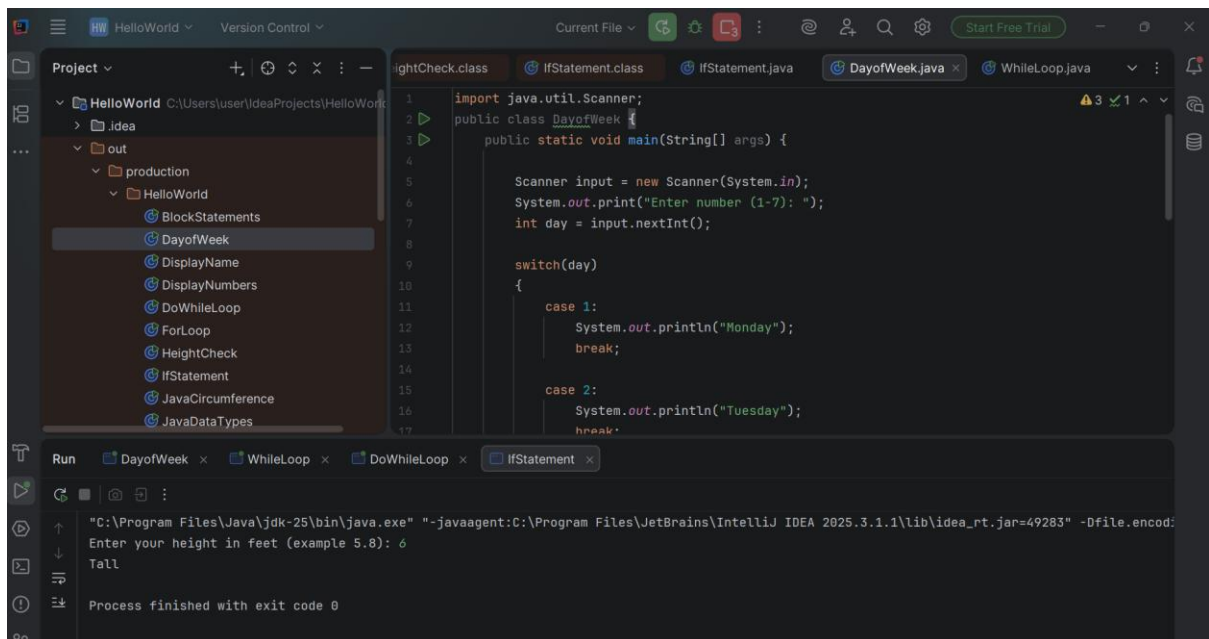 HW HelloWorld Version Control Current File 3 Start Free Trial
Project
HelloWorld C:\Users\user\IdeaProjects\HelloWorl
.idea
out
production
HelloWorld
BlockStatements
DayofWeek
DisplayName
DisplayNumbers
DoWhileLoop
ForLoop
HeightCheck
IfStatement
JavaCircumference
JavaDataTypes
ightCheck.class IfStatement.class IfStatement.java DayofWeek.java WhileLoop.java
3 1
1 import java.util.Scanner;
2 public class DayofWeek {
3 public static void main(String[] args) {
4
5 Scanner input = new Scanner(System.in);
6 System.out.print("Enter number (1-7): ");
7 int day = input.nextInt();
8
9 switch(day)
10 {
11 case 1:
12 System.out.println("Monday");
13 break;
14
15 case 2:
16 System.out.println("Tuesday");
17 break;
Run DayofWeek WhileLoop DoWhileLoop IfStatement
"C:\Program Files\Java\jdk-25\bin\java.exe" "-javaagent:C:\Program Files\JetBrains\IntelliJ IDEA 2025.3.1.1\lib\idea_rt.jar=49283" -Dfile.encodi
Enter your height in feet (example 5.8): 6
Tall
Process finished with exit code 0